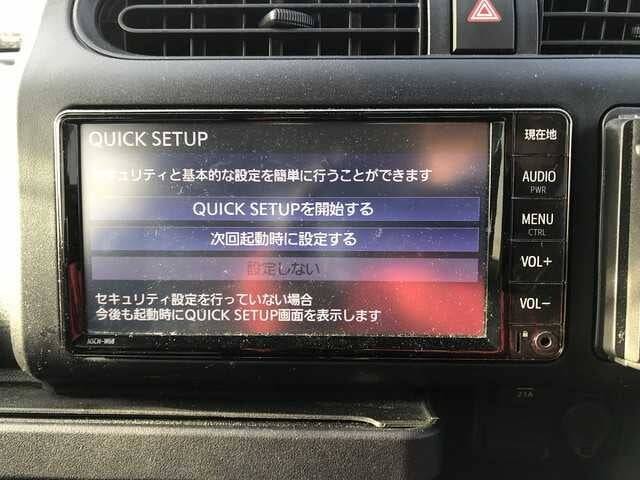 QUICK SETUP
セキュリティと基本的な設定を簡単に行うことができます
QUICK SETUPを開始する
次回起動時に設定する
設定しない
セキュリティ設定を行っていない場合
今後も起動時にQUICK SETUP画面を表示します
NSCN-W68
現在地
AUDIO
PWR
MENU
CTRL
VOL+
VOL-
21A